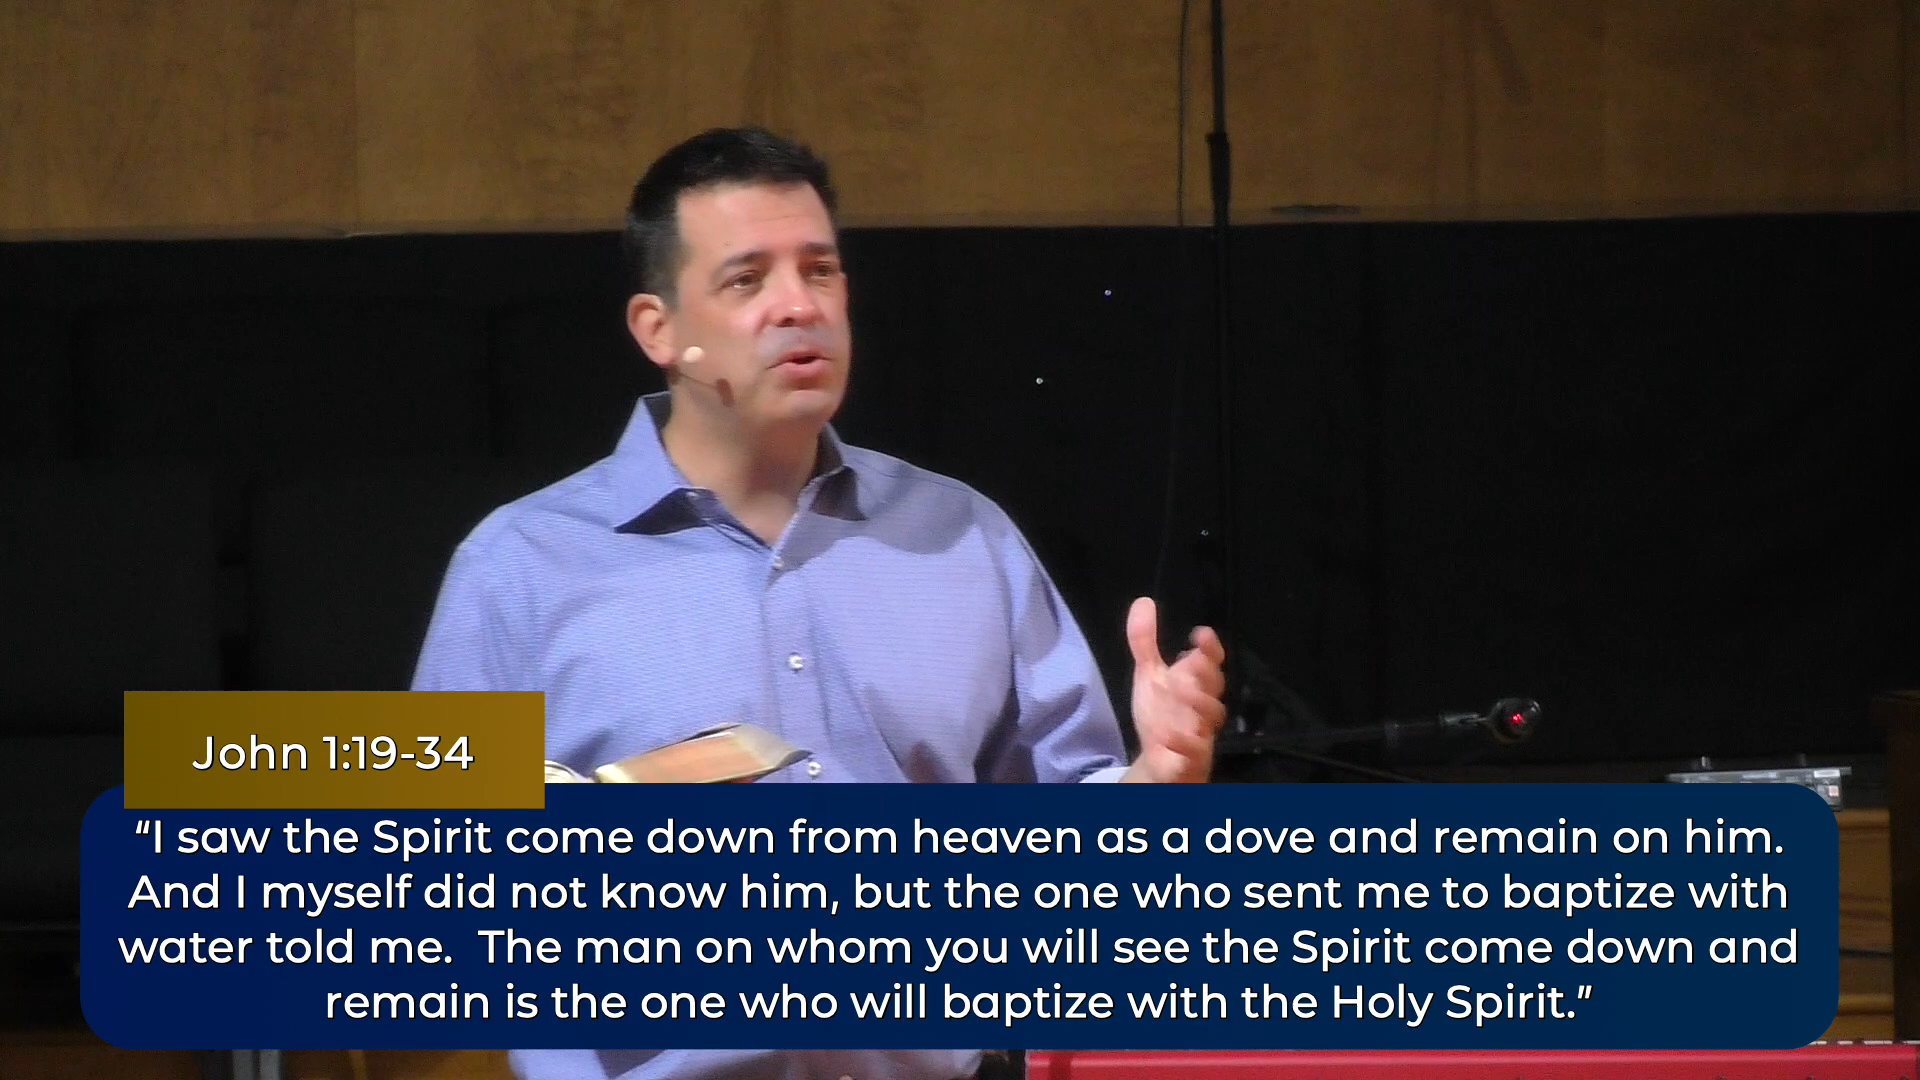 John 1:19-34
“I saw the Spirit come down from heaven as a dove and remain on him.
And I myself did not know him, but the one who sent me to baptize with
water told me.  The man on whom you will see the Spirit come down and
remain is the one who will baptize with the Holy Spirit.”